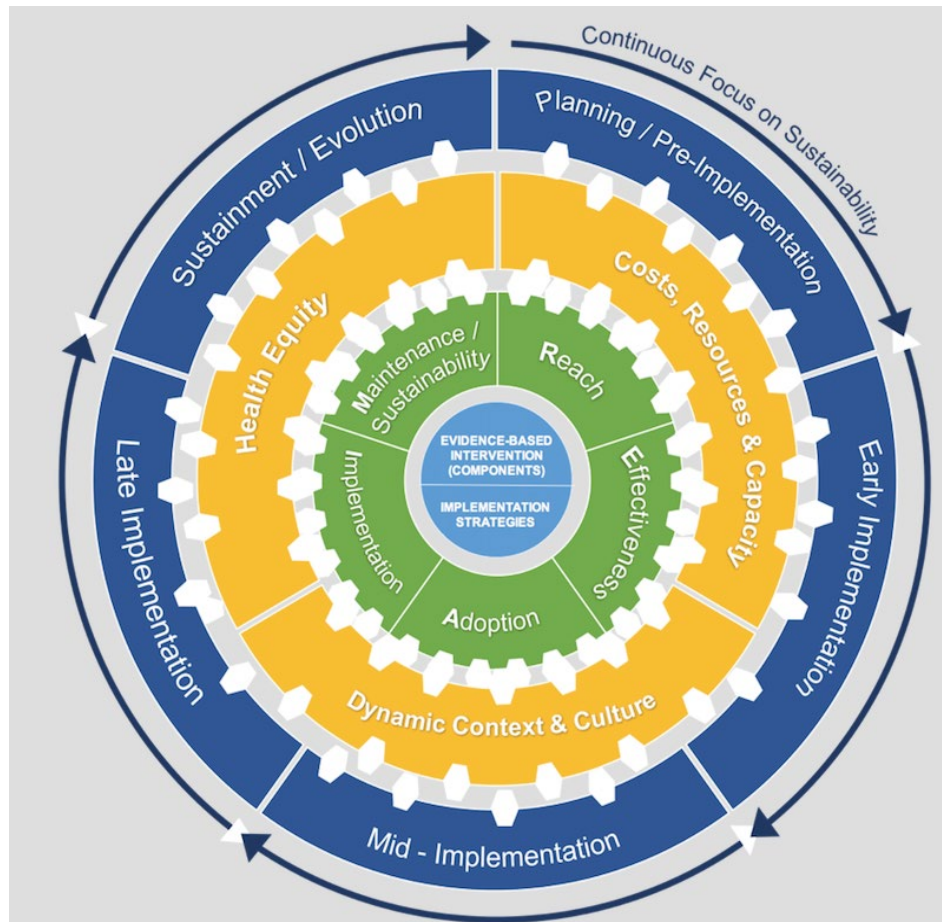 Continuous Focus on Sustainability
Planning / Pre-Implementation
Early Implementation
Mid - Implementation
Late Implementation
Sustainment / Evolution
Costs, Resources & Capacity
Dynamic Context & Culture
Health Equity
Reach
Effectiveness
Adoption
Implementation
Maintenance /
Sustainability
EVIDENCE-BASED
INTERVENTION
(COMPONENTS)
IMPLEMENTATION
STRATEGIES